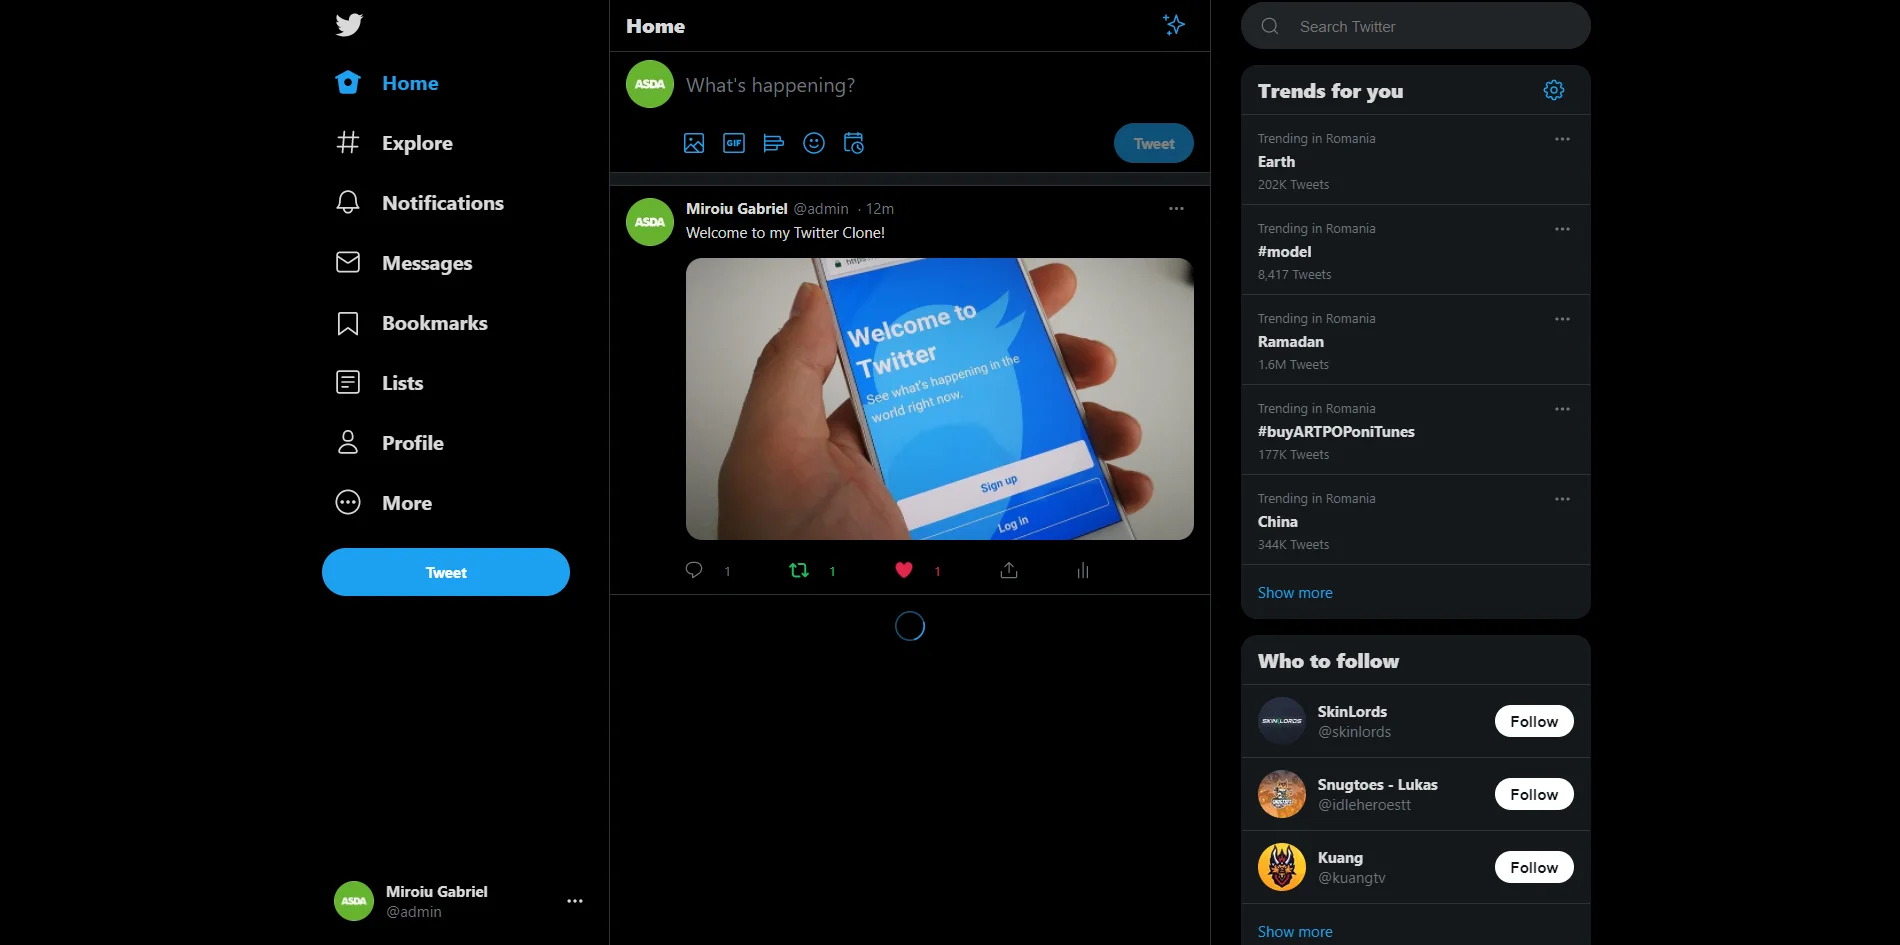 Home
Explore
Notifications
Messages
Bookmarks
Lists
Profile
More
Tweet
ASDA
Miroiu Gabriel
@admin
Home
ASDA
What's happening?
GIF
Tweet
ASDA
Miroiu Gabriel @admin · 12m
Welcome to my Twitter Clone!
Welcome to
Twitter
See what's happening in the
world right now.
Sign up
Log in
1
1
1
Search Twitter
Trends for you
Trending in Romania
Earth
202K Tweets
Trending in Romania
#model
8,417 Tweets
Trending in Romania
Ramadan
1.6M Tweets
Trending in Romania
#buyARTPOPoniTunes
177K Tweets
Trending in Romania
China
344K Tweets
Show more
Who to follow
SKINLORDS
SkinLords
@skinlords
Follow
Snugtoes - Lukas
@idleheroestt
Follow
Kuang
@kuangtv
Follow
Show more